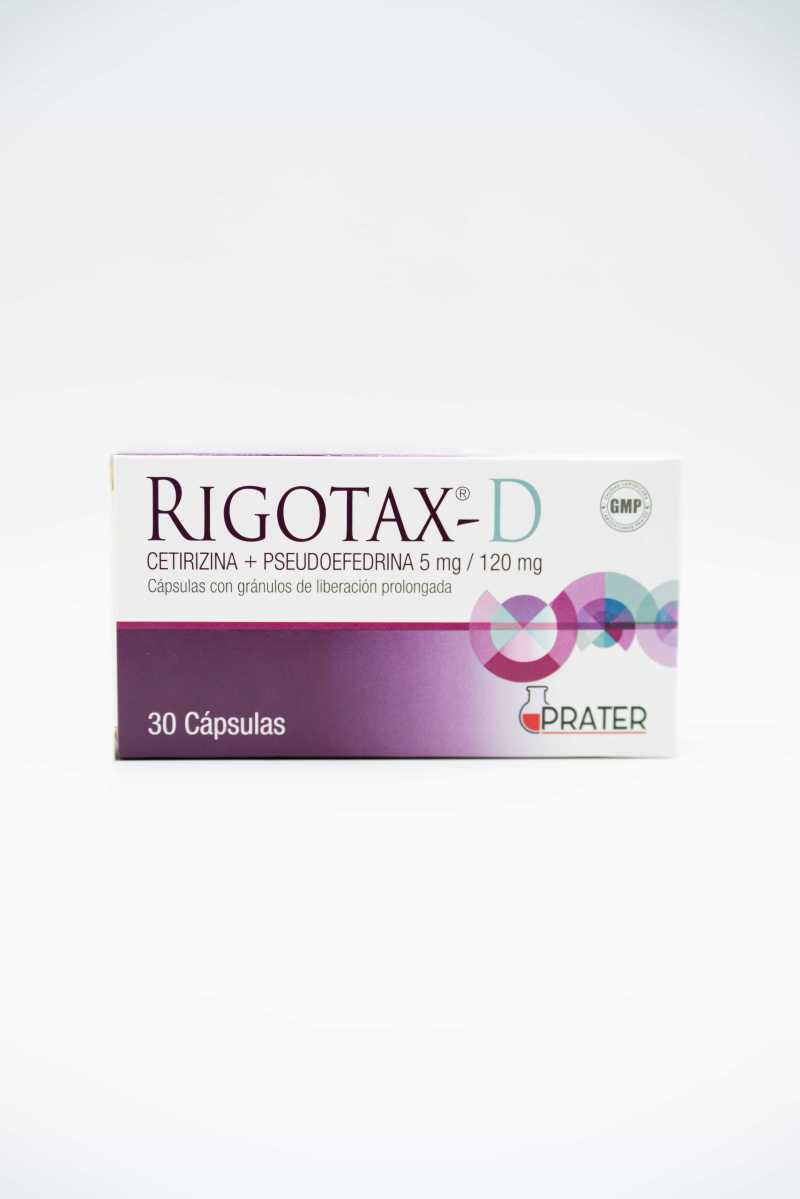 RIGOTAX®-D
GMP
CETIRIZINA + PSEUDOEFEDRINA 5 mg / 120 mg
Cápsulas con gránulos de liberación prolongada
30 Cápsulas
PRATER